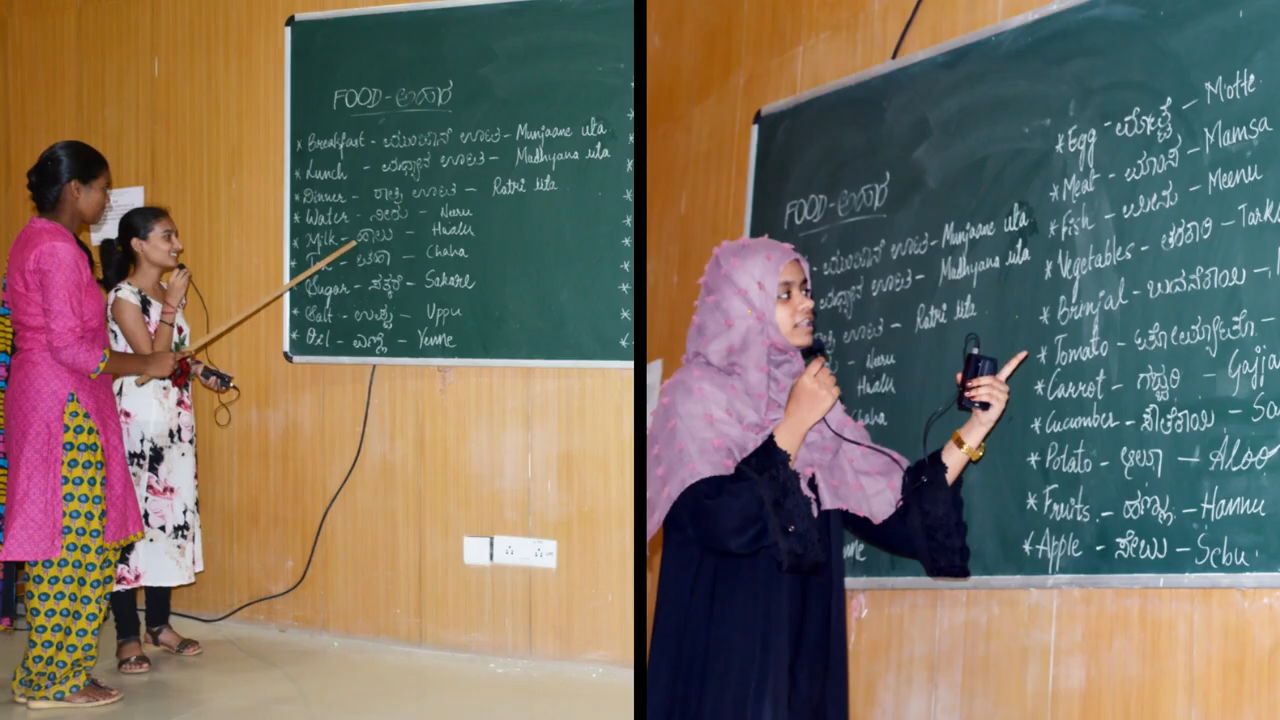 FOOD - ಆಹಾರ
* Breakfast - ಮುಂಜಾನೆ ಊಟ - Munjaane uta
* Lunch - ಮಧ್ಯಾನ ಊಟ - Madhyana uta
* Dinner - ರಾತ್ರಿ ಊಟ - Ratri uta
* Water - ನೀರು - Neeru
* Milk - ಹಾಲು - Haalu
* - ಚಹಾ - Chaha
* Sugar - ಸಕ್ಕರೆ - Sakare
* Salt - ಉಪ್ಪು - Uppu
* Oil - ಎಣ್ಣೆ - Yenne
FOOD - ಆಹಾರ
ಮುಂಜಾನೆ ಊಟ - Munjaane uta
ಮಧ್ಯಾನ ಊಟ - Madhyana uta
ಊಟ - Ratri uta
- Neeru
- Haalu
Chaha
* Egg - ಮೊಟ್ಟೆ - Motte
* Meat - ಮಾಂಸ - Mamsa
* Fish - ಮೀನು - Meenu
* Vegetables - ತರಕಾರಿ - Tark
* Brinjal - ಬದನೆಕಾಯಿ -
* Tomato - -
* Carrot - ಗಜ್ಜರಿ - Gajja
* Cucumber - ಸೌತೆಕಾಯಿ - So
* Potato - ಆಲೂ - Aloo
* Fruits - ಹಣ್ಣು - Hannu
* Apple - ಸೇಬು - Sebu